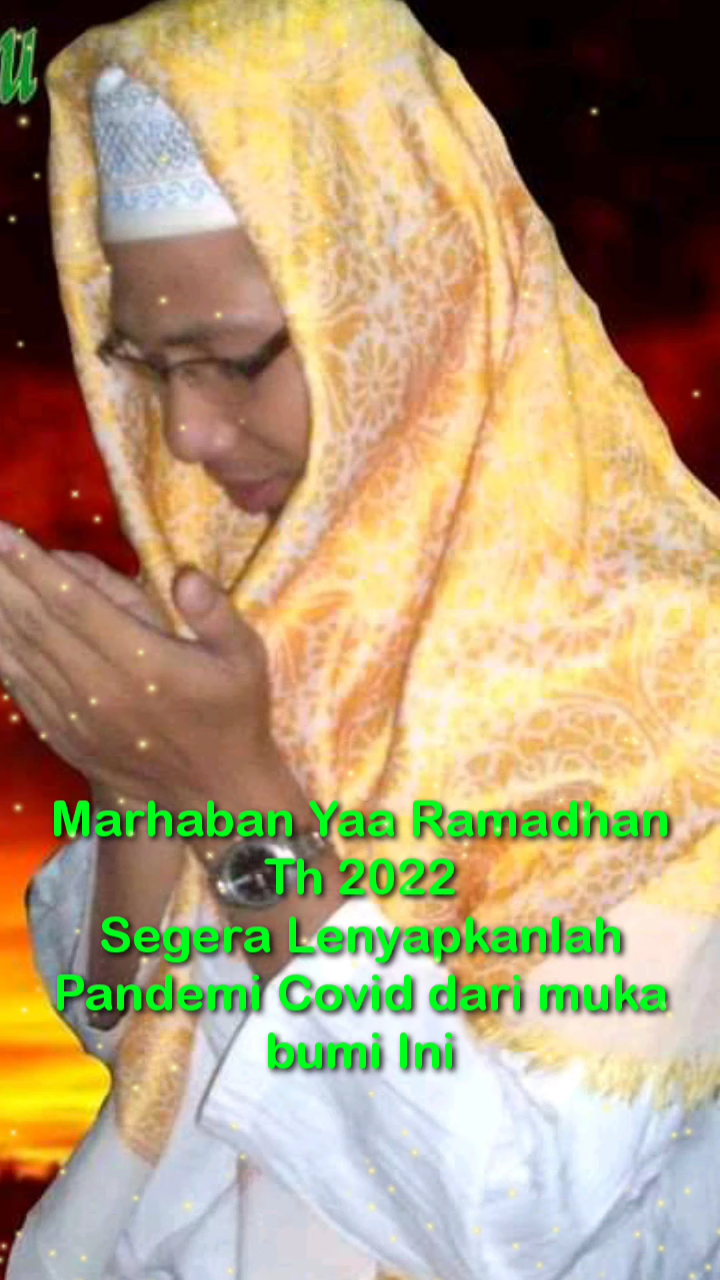 u
Marhaban Yaa Ramadhan
Th 2022
Segera Lenyapkanlah
Pandemi Covid dari muka
bumi Ini